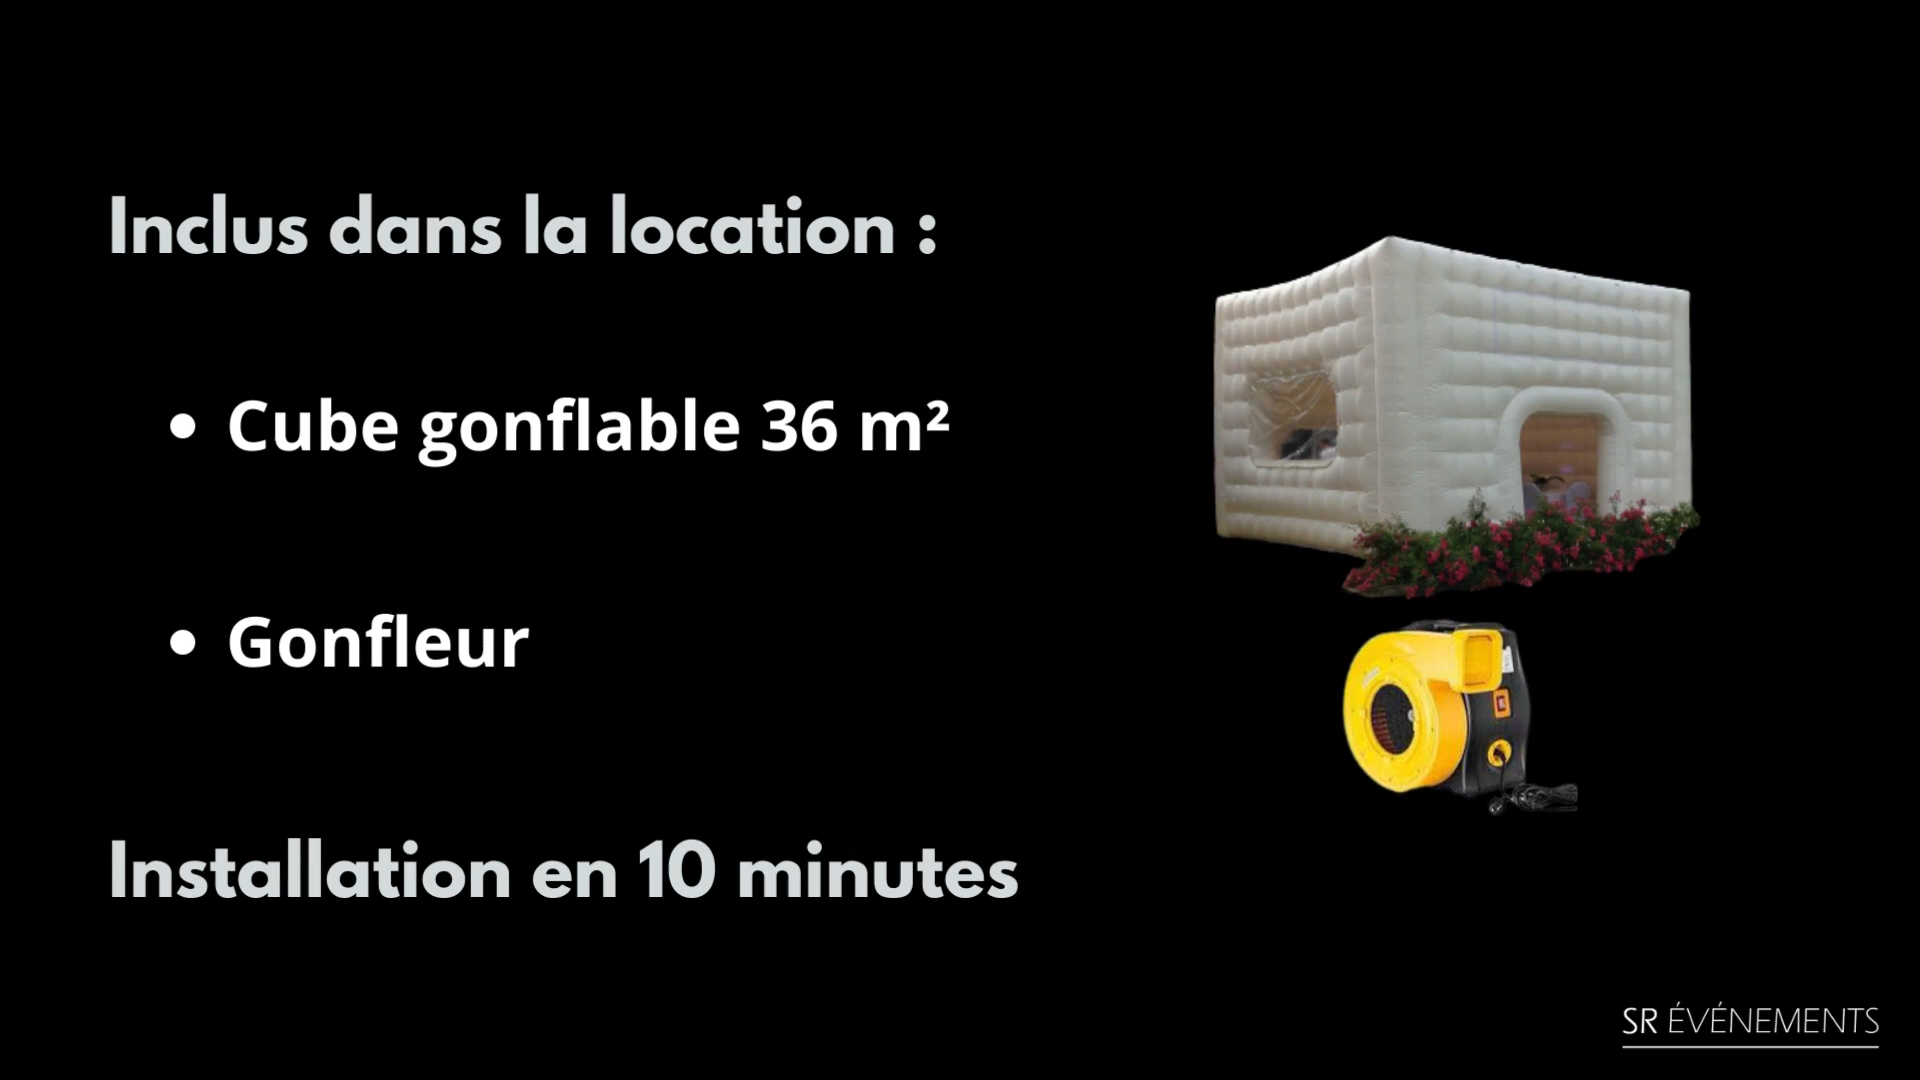 Inclus dans la location :
• Cube gonflable 36 m²
• Gonfleur
Installation en 10 minutes
SR ÉVÉNEMENTS